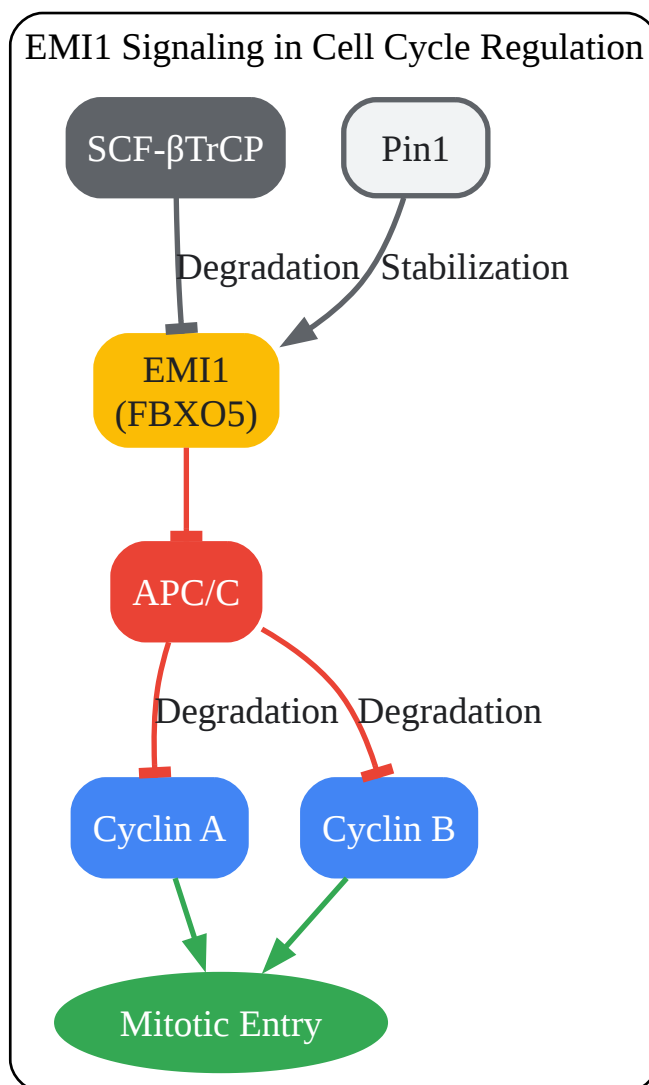 EMI1 Signaling in Cell Cycle Regulation
SCF-βTrCP
Pin1
Degradation
Stabilization
EMI1
(FBXO5)
APC/C
Degradation
Degradation
Cyclin A
Cyclin B
Mitotic Entry